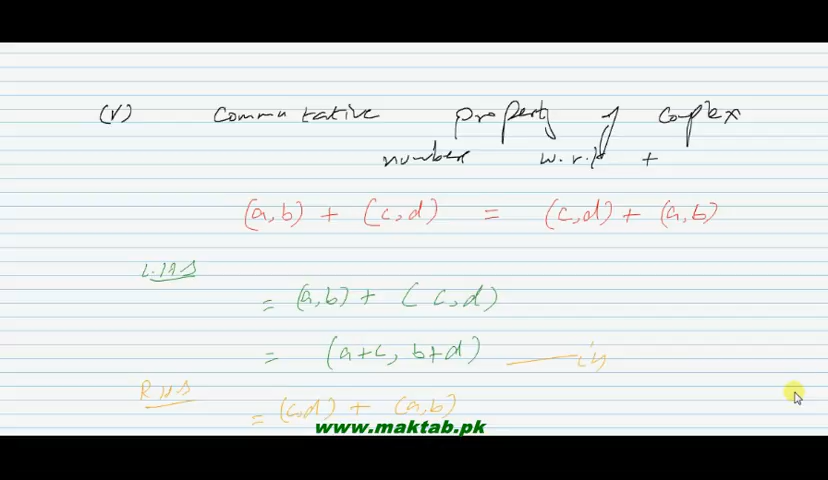 (V) Commutative property of complex
number w.r.t +
(a,b) + (c,d) = (c,d) + (a,b)
L.H.S
= (a,b) + (c,d)
= (a+c, b+d) —— (i)
R.H.S
= (c,d) + (a,b)
www.maktab.pk